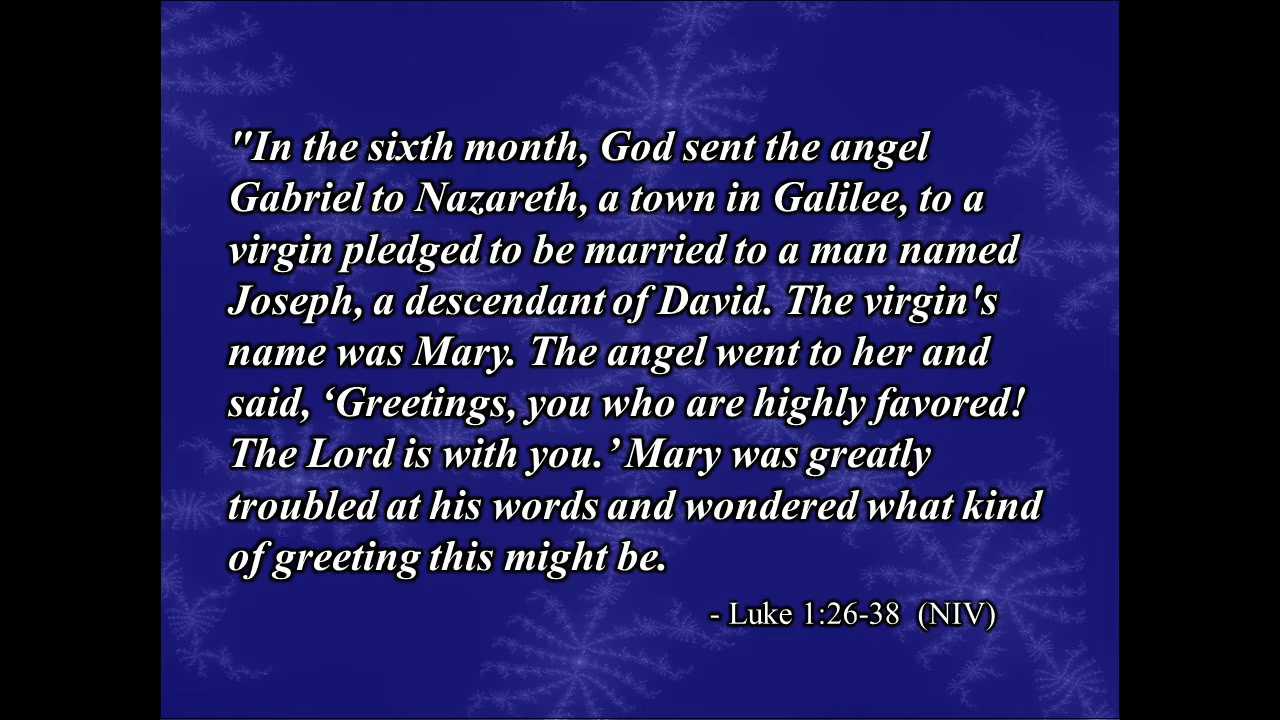 "In the sixth month, God sent the angel
Gabriel to Nazareth, a town in Galilee, to a
virgin pledged to be married to a man named
Joseph, a descendant of David. The virgin's
name was Mary. The angel went to her and
said, ‘Greetings, you who are highly favored!
The Lord is with you.’ Mary was greatly
troubled at his words and wondered what kind
of greeting this might be.
- Luke 1:26-38 (NIV)